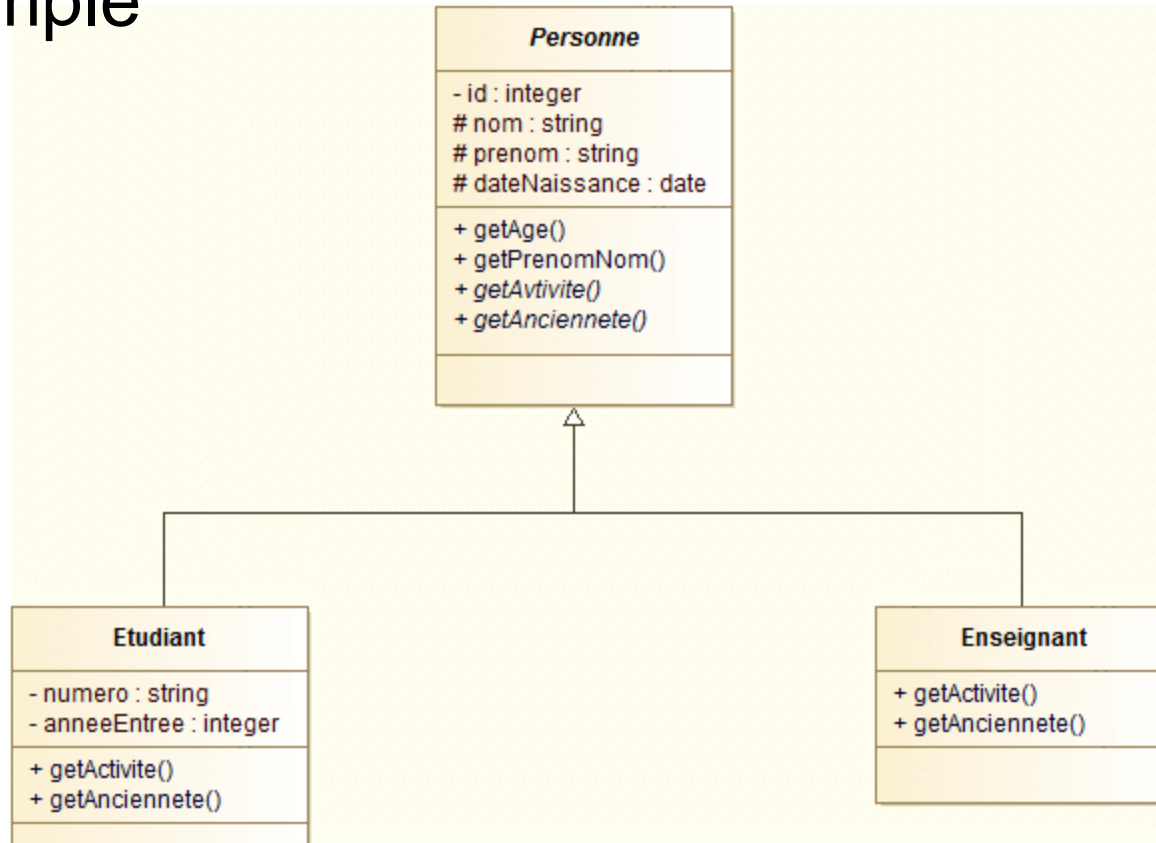 Personne
- id : integer
# nom : string
# prenom : string
# dateNaissance : date
+ getAge()
+ getPrenomNom()
+ getAvtivite()
+ getAnciennete()
Etudiant
- numero : string
- anneeEntree : integer
+ getActivite()
+ getAnciennete()
Enseignant
+ getActivite()
+ getAnciennete()